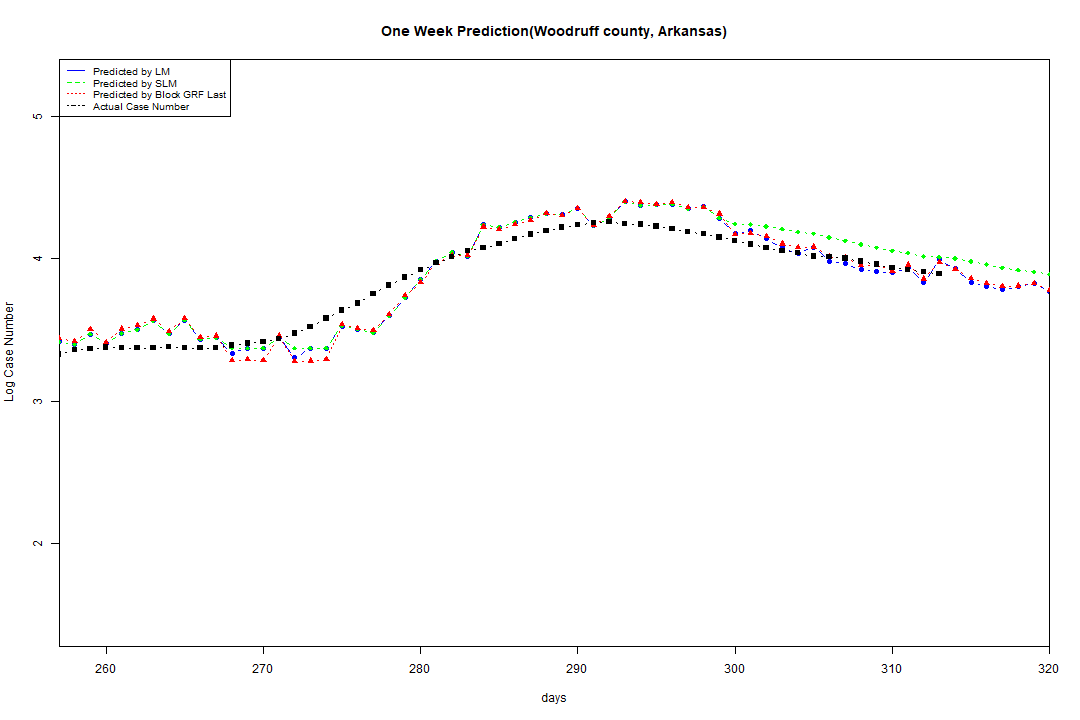 One Week Prediction(Woodruff county, Arkansas)
Predicted by LM
Predicted by SLM
Predicted by Block GRF Last
Actual Case Number
5
4
3
2
Log Case Number
260 270 280 290 300 310 320
days